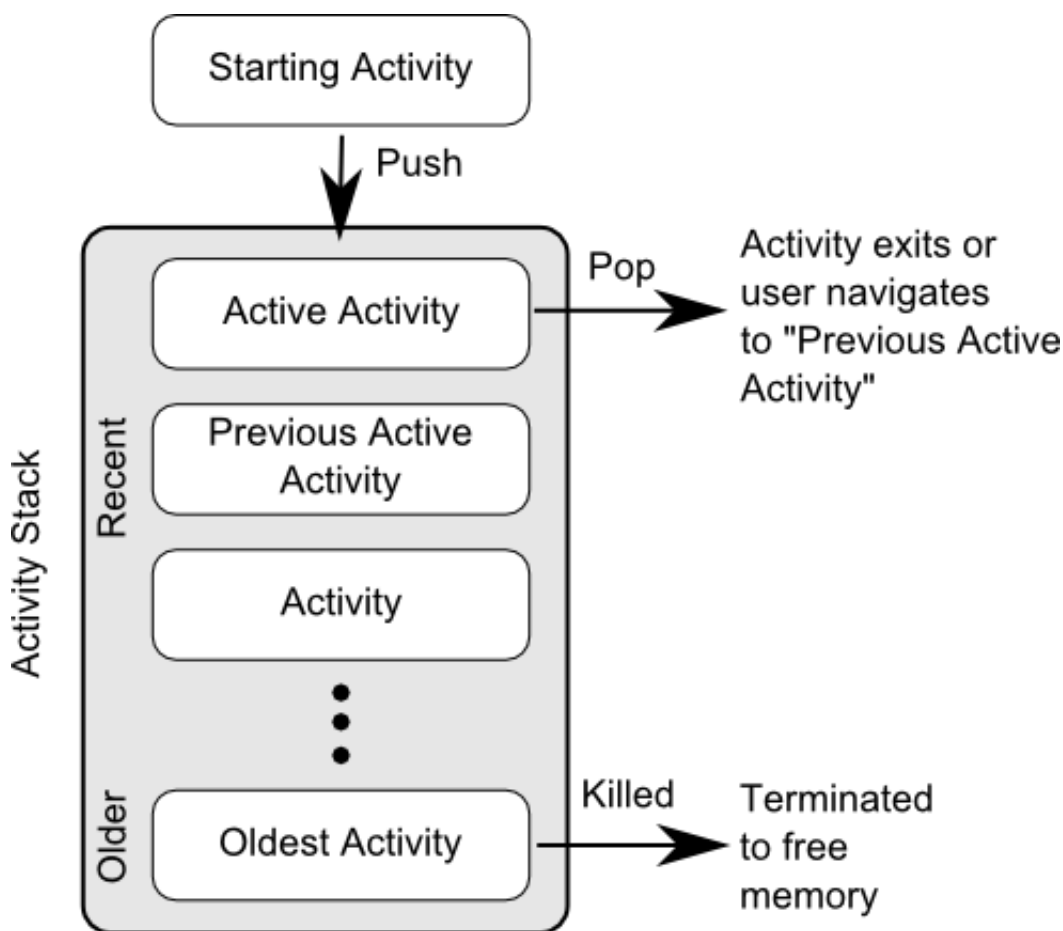 Starting Activity
Push
Active Activity
Pop
Activity exits or
user navigates
to "Previous Active
Activity"
Previous Active
Activity
Activity
Activity Stack
Recent
Older
Oldest Activity
Killed
Terminated
to free
memory